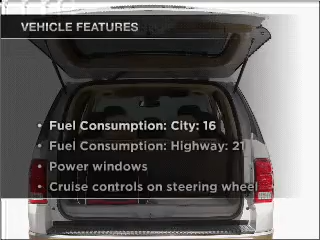 VEHICLE FEATURES
• Fuel Consumption: City: 16
• Fuel Consumption: Highway: 21
• Power windows
• Cruise controls on steering wheel